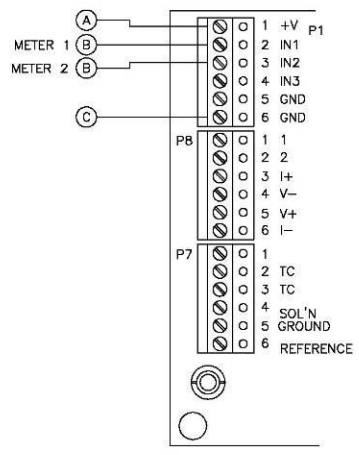 A
1 +V P1
METER 1 B
2 IN1
METER 2 B
3 IN2
4 IN3
5 GND
C
6 GND
P8
1 1
2 2
3 I+
4 V−
5 V+
6 I−
P7
1
2 TC
3 TC
4 SOL'N
5 GROUND
6 REFERENCE